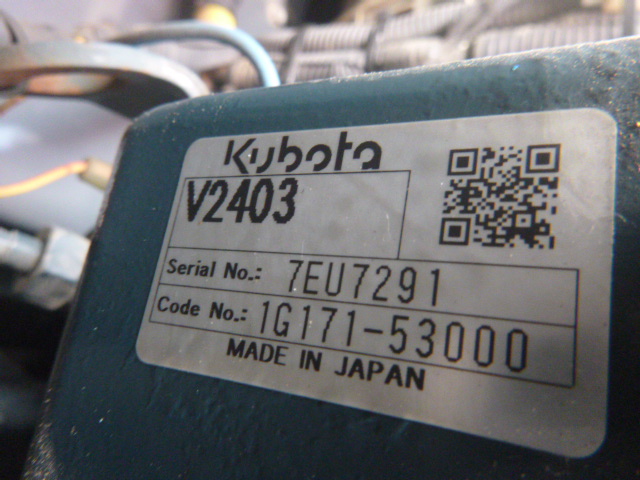 Kubota
V2403
Serial No.: 7EU7291
Code No.: 1G171-53000
MADE IN JAPAN